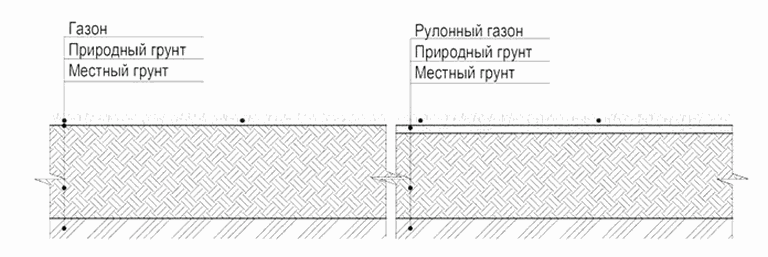 Газон
Природный грунт
Местный грунт
Рулонный газон
Природный грунт
Местный грунт